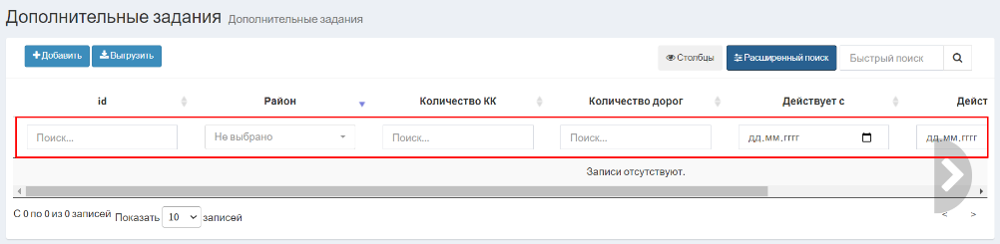 Дополнительные задания Дополнительные задания
Добавить Выгрузить Столбцы Расширенный поиск Быстрый поиск
id Район Количество КК Количество дорог Действует с Дейст
Поиск... Не выбрано Поиск... Поиск... дд.мм.гггг дд.мм.гггг
Записи отсутствуют.
С 0 по 0 из 0 записей Показать 10 записей < >